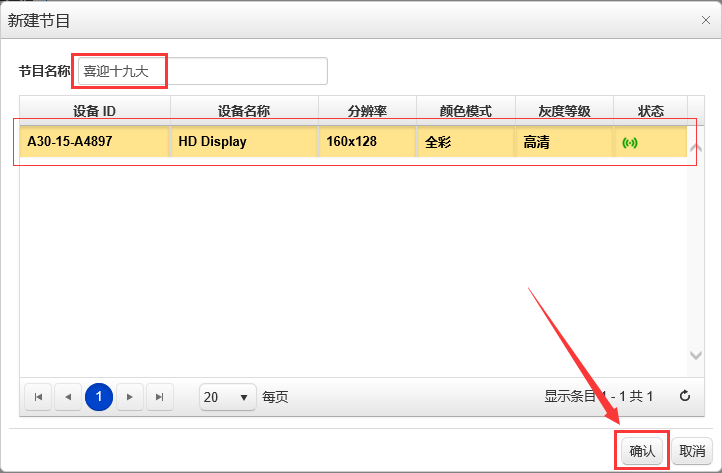 新建节目
节目名称 喜迎十九大
设备 ID 设备名称 分辨率 颜色模式 灰度等级 状态
A30-15-A4897 HD Display 160x128 全彩 高清
1 20 每页 显示条目 1 - 1 共 1
确认 取消